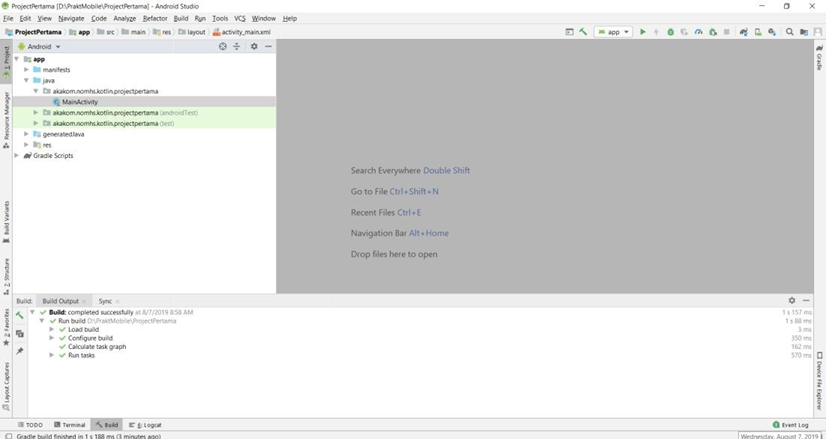 ProjectPertama [D:\PraktMobile\ProjectPertama] - Android Studio
File Edit View Navigate Code Analyze Refactor Build Run Tools VCS Window Help
ProjectPertama app src main res layout activity_main.xml
app
1: Project
Resource Manager
Build Variants
Z: Structure
2: Favorites
Layout Captures
Android
app
manifests
java
akakom.nomhs.kotlin.projectpertama
MainActivity
akakom.nomhs.kotlin.projectpertama (androidTest)
akakom.nomhs.kotlin.projectpertama (test)
generatedJava
res
Gradle Scripts
Search Everywhere Double Shift
Go to File Ctrl+Shift+N
Recent Files Ctrl+E
Navigation Bar Alt+Home
Drop files here to open
Gradle
Device File Explorer
Build: Build Output Sync
Build: completed successfully at 8/7/2019 8:58 AM 1 s 157 ms
Run build D:\PraktMobile\ProjectPertama 1 s 88 ms
Load build 3 ms
Configure build 350 ms
Calculate task graph 162 ms
Run tasks 570 ms
TODO Terminal Build 6: Logcat Event Log
Gradle build finished in 1 s 188 ms (3 minutes ago) Wednesday, August 7, 2019